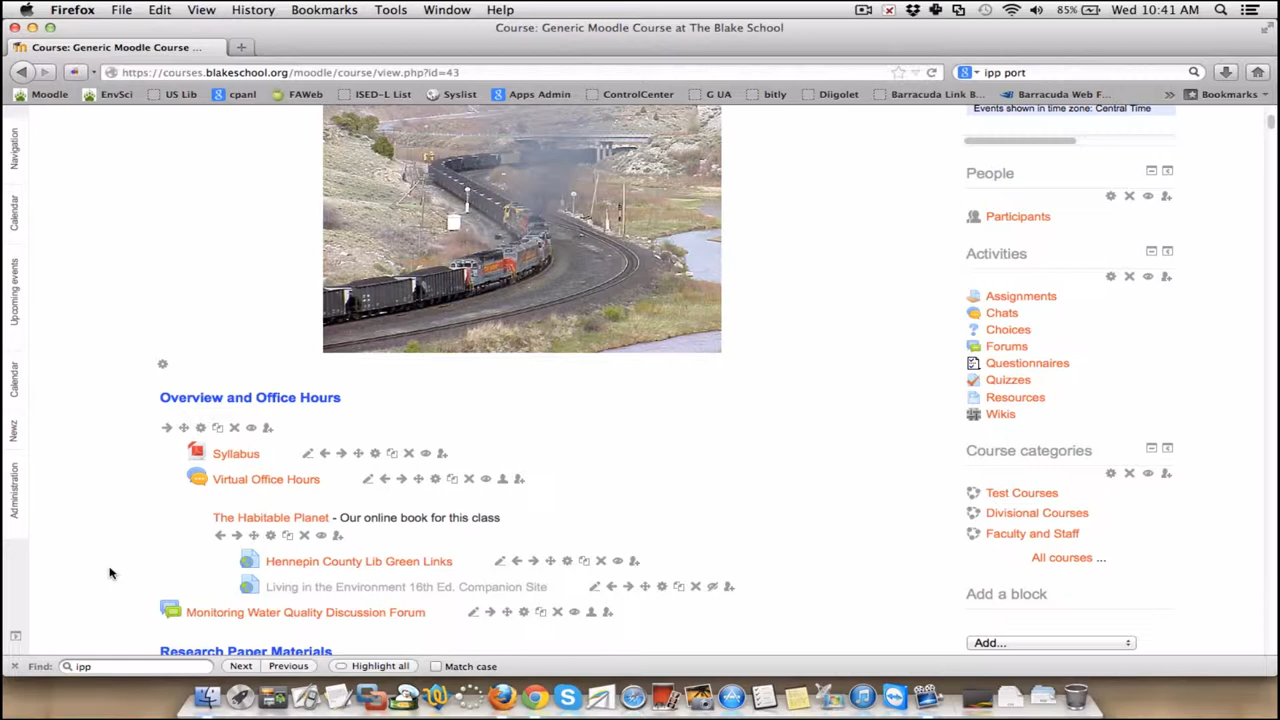 Firefox File Edit View History Bookmarks Tools Window Help 85% Wed 10:41 AM
Course: Generic Moodle Course at The Blake School
Course: Generic Moodle Course ...
https://courses.blakeschool.org/moodle/course/view.php?id=43 ipp port
Moodle EnvSci US Lib cpanl FAWeb ISED-L List Syslist Apps Admin ControlCenter G UA bitly Diigolet Barracuda Link B... Barracuda Web F... » Bookmarks
Navigation
Calendar
Upcoming events
Calendar
Newz
Administration
Overview and Office Hours
Syllabus
Virtual Office Hours
The Habitable Planet - Our online book for this class
Hennepin County Lib Green Links
Living in the Environment 16th Ed. Companion Site
Monitoring Water Quality Discussion Forum
Research Paper Materials
Events shown in time zone: Central Time
People
Participants
Activities
Assignments
Chats
Choices
Forums
Questionnaires
Quizzes
Resources
Wikis
Course categories
Test Courses
Divisional Courses
Faculty and Staff
All courses ...
Add a block
Add...
Find: ipp Next Previous Highlight all Match case